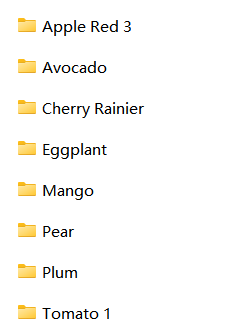 Apple Red 3
Avocado
Cherry Rainier
Eggplant
Mango
Pear
Plum
Tomato 1